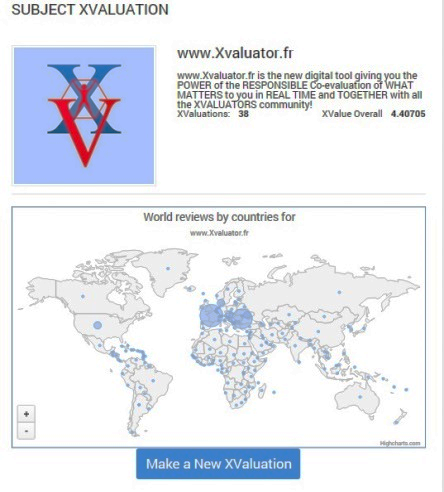 SUBJECT XVALUATION
www.Xvaluator.fr
www.Xvaluator.fr is the new digital tool giving you the
POWER of the RESPONSIBLE Co-evaluation of WHAT
MATTERS to you in REAL TIME and TOGETHER with all
the XVALUATORS community!
XValuations: 38 XValue Overall 4.40705
XV
World reviews by countries for
www.Xvaluator.fr
+
-
Highcharts.com
Make a New XValuation